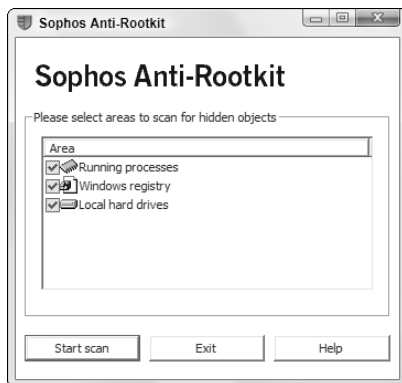 Sophos Anti-Rootkit
Sophos Anti-Rootkit
Please select areas to scan for hidden objects
Area
Running processes
Windows registry
Local hard drives
Start scan
Exit
Help